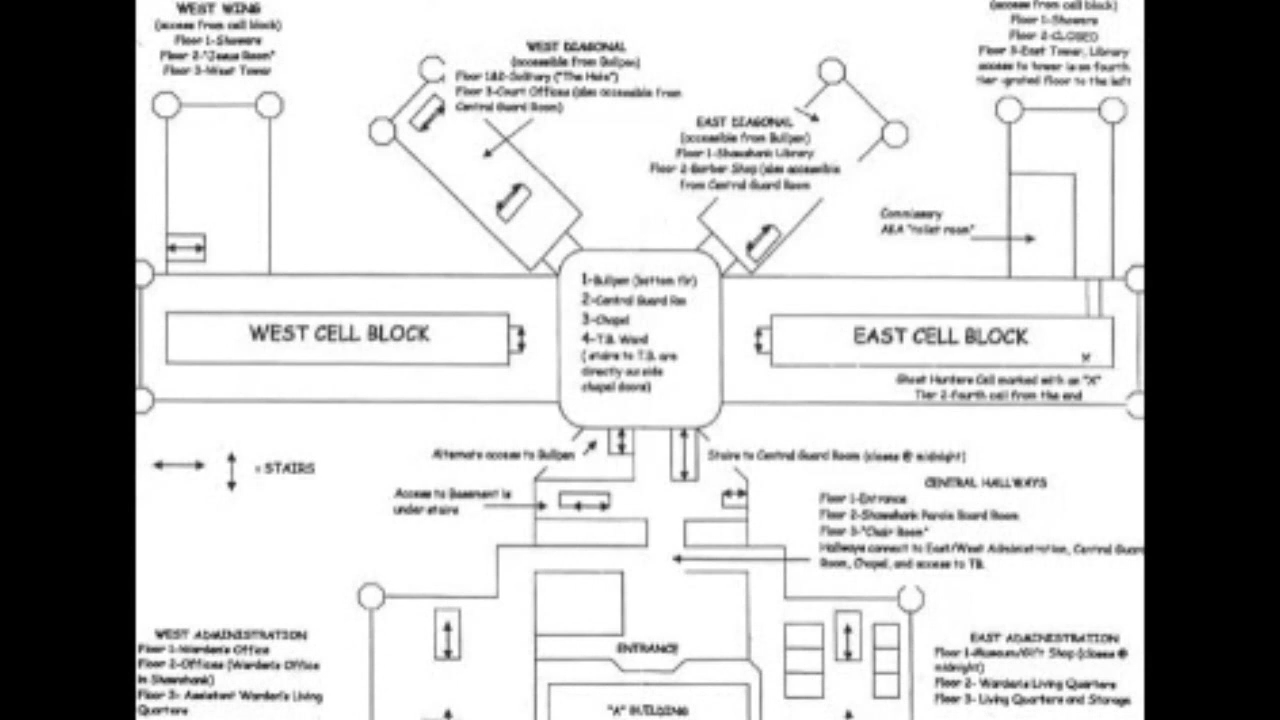 WEST WING
(access from cell block)
Floor 1-Showers
Floor 2-"Jesus Room"
Floor 3-West Tower
WEST DIAGONAL
(accessible from Bullpen)
Floor 1&2-Solitary ("The Hole")
Floor 3-Court Offices (also accessible from
Central Guard Room)
(access from cell block)
Floor 1-Showers
Floor 2-CLOSED
Floor 3-East Tower, Library
access to tower is on fourth
tier -grated floor to the left
EAST DIAGONAL
(accessible from Bullpen)
Floor 1-Shawshank Library
Floor 2-Barber Shop (also accessible
from Central Guard Room
Commissary
AKA "toilet room"
1-Bullpen (bottom flr)
2-Central Guard Rm
3-Chapel
4-T.B. Ward
( stairs to T.B. are
directly outside
chapel doors)
WEST CELL BLOCK
EAST CELL BLOCK
X
Ghost Hunters Cell marked with an "X"
Tier 2-fourth cell from the end
= STAIRS
Alternate access to Bullpen
Stairs to Central Guard Room (closes @ midnight)
Access to Basement is
under stairs
CENTRAL HALLWAYS
Floor 1-Entrance
Floor 2-Shawshank Parole Board Room
Floor 3-"Chair Room"
Hallways connect to East/West Administration, Central Guard
Room, Chapel, and access to TB.
WEST ADMINISTRATION
Floor 1-Warden's Office
Floor 2-Offices (Warden's Office
in Shawshank)
Floor 3- Assistant Warden's Living
Quarters
ENTRANCE
"A" BUILDING
EAST ADMINISTRATION
Floor 1-Museum/Gift Shop (closes @
midnight)
Floor 2- Warden's Living Quarters
Floor 3- Living Quarters and Storage